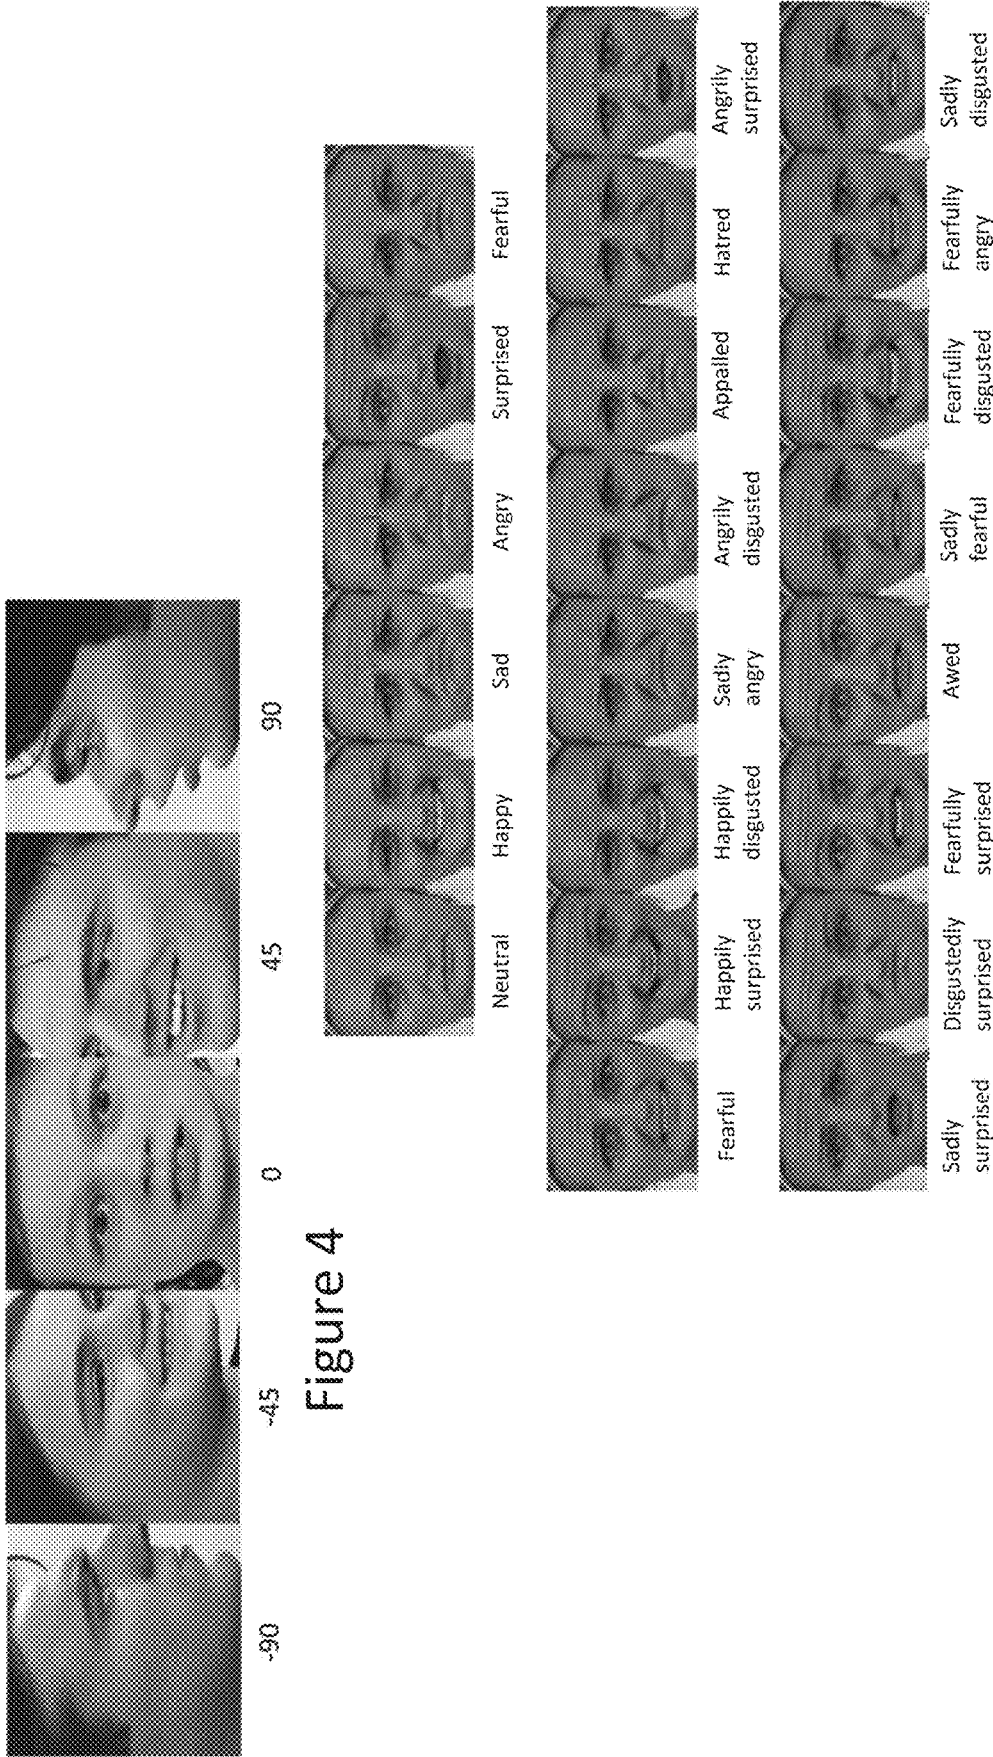 -90
-45
0
45
90
Figure 4
Neutral
Happy
Sad
Angry
Surprised
Fearful
Fearful
Happily
surprised
Happily
disgusted
Sadly
angry
Angrily
disgusted
Appalled
Hatred
Angrily
surprised
Sadly
surprised
Disgustedly
surprised
Fearfully
surprised
Awed
Sadly
fearful
Fearfully
disgusted
Fearfully
angry
Sadly
disgusted